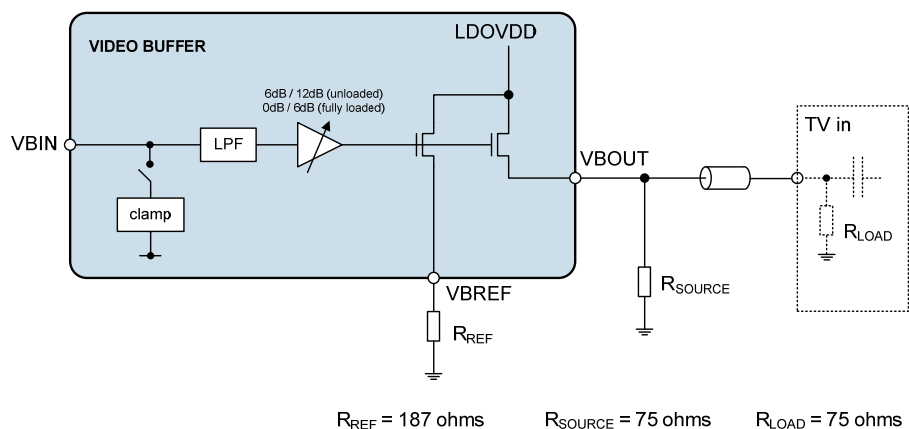 LDOVDD
VIDEO BUFFER
6dB / 12dB (unloaded)
0dB / 6dB (fully loaded)
TV in
VBIN
LPF
VBOUT
clamp
RLOAD
VBREF
RSOURCE
RREF
RREF = 187 ohms
RSOURCE = 75 ohms
RLOAD = 75 ohms